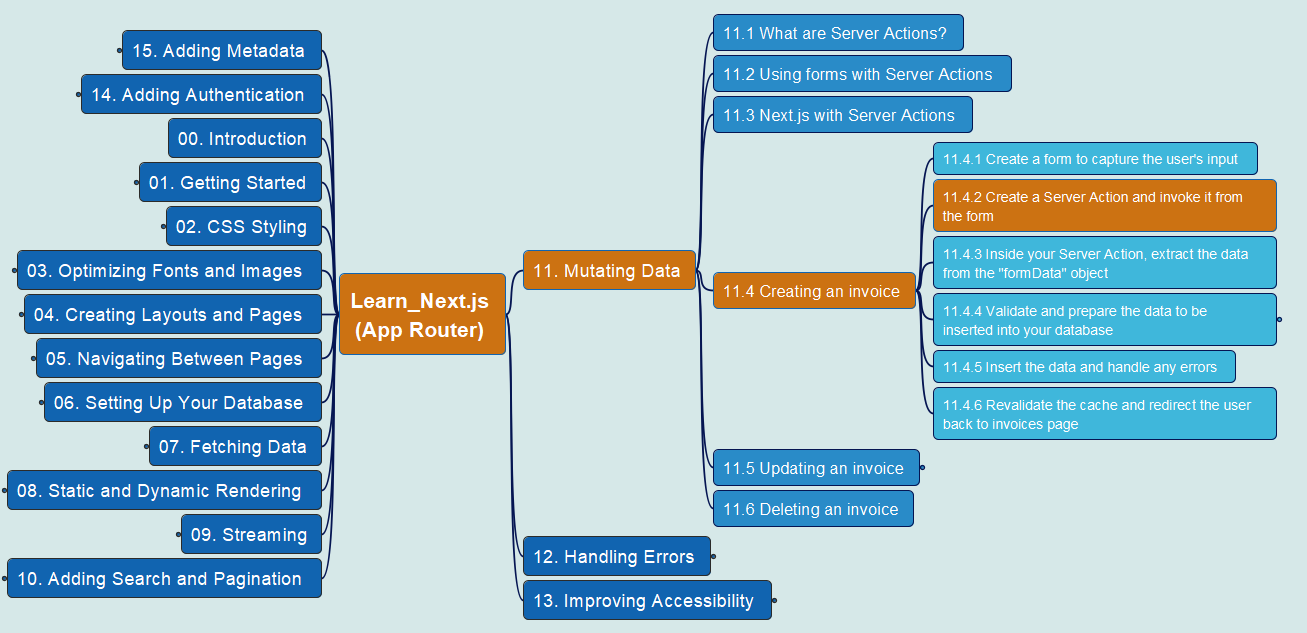 15. Adding Metadata
14. Adding Authentication
00. Introduction
01. Getting Started
02. CSS Styling
03. Optimizing Fonts and Images
04. Creating Layouts and Pages
05. Navigating Between Pages
06. Setting Up Your Database
07. Fetching Data
08. Static and Dynamic Rendering
09. Streaming
10. Adding Search and Pagination
Learn_Next.js
(App Router)
11. Mutating Data
11.1 What are Server Actions?
11.2 Using forms with Server Actions
11.3 Next.js with Server Actions
11.4 Creating an invoice
11.4.1 Create a form to capture the user's input
11.4.2 Create a Server Action and invoke it from
the form
11.4.3 Inside your Server Action, extract the data
from the "formData" object
11.4.4 Validate and prepare the data to be
inserted into your database
11.4.5 Insert the data and handle any errors
11.4.6 Revalidate the cache and redirect the user
back to invoices page
11.5 Updating an invoice
11.6 Deleting an invoice
12. Handling Errors
13. Improving Accessibility